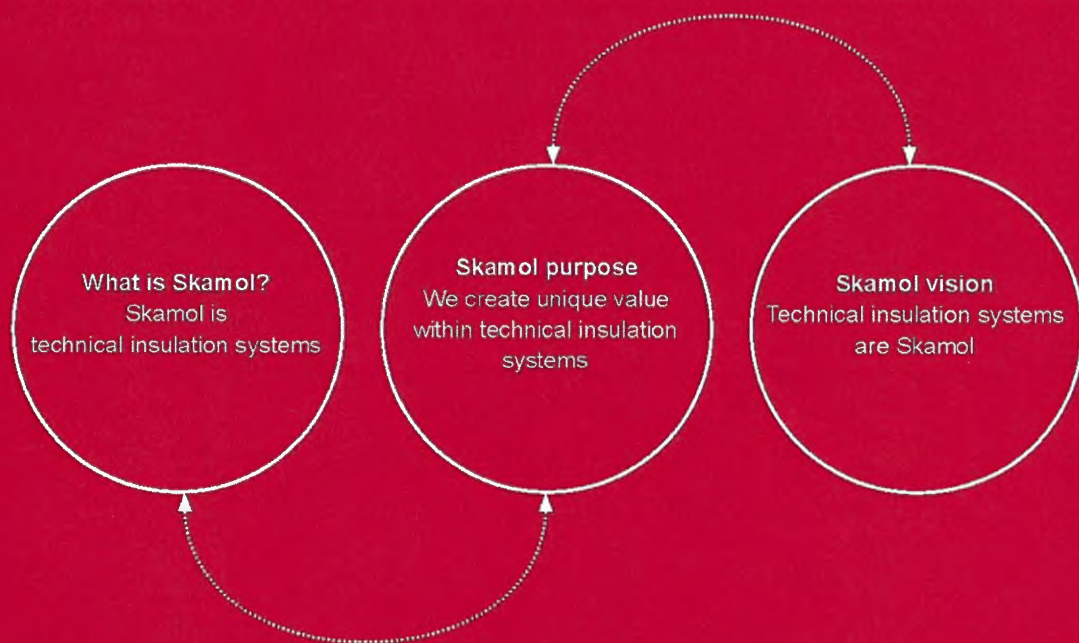 What is Skamol?
Skamol is
technical insulation systems
Skamol purpose
We create unique value
within technical insulation
systems
Skamol vision
Technical insulation systems
are Skamol